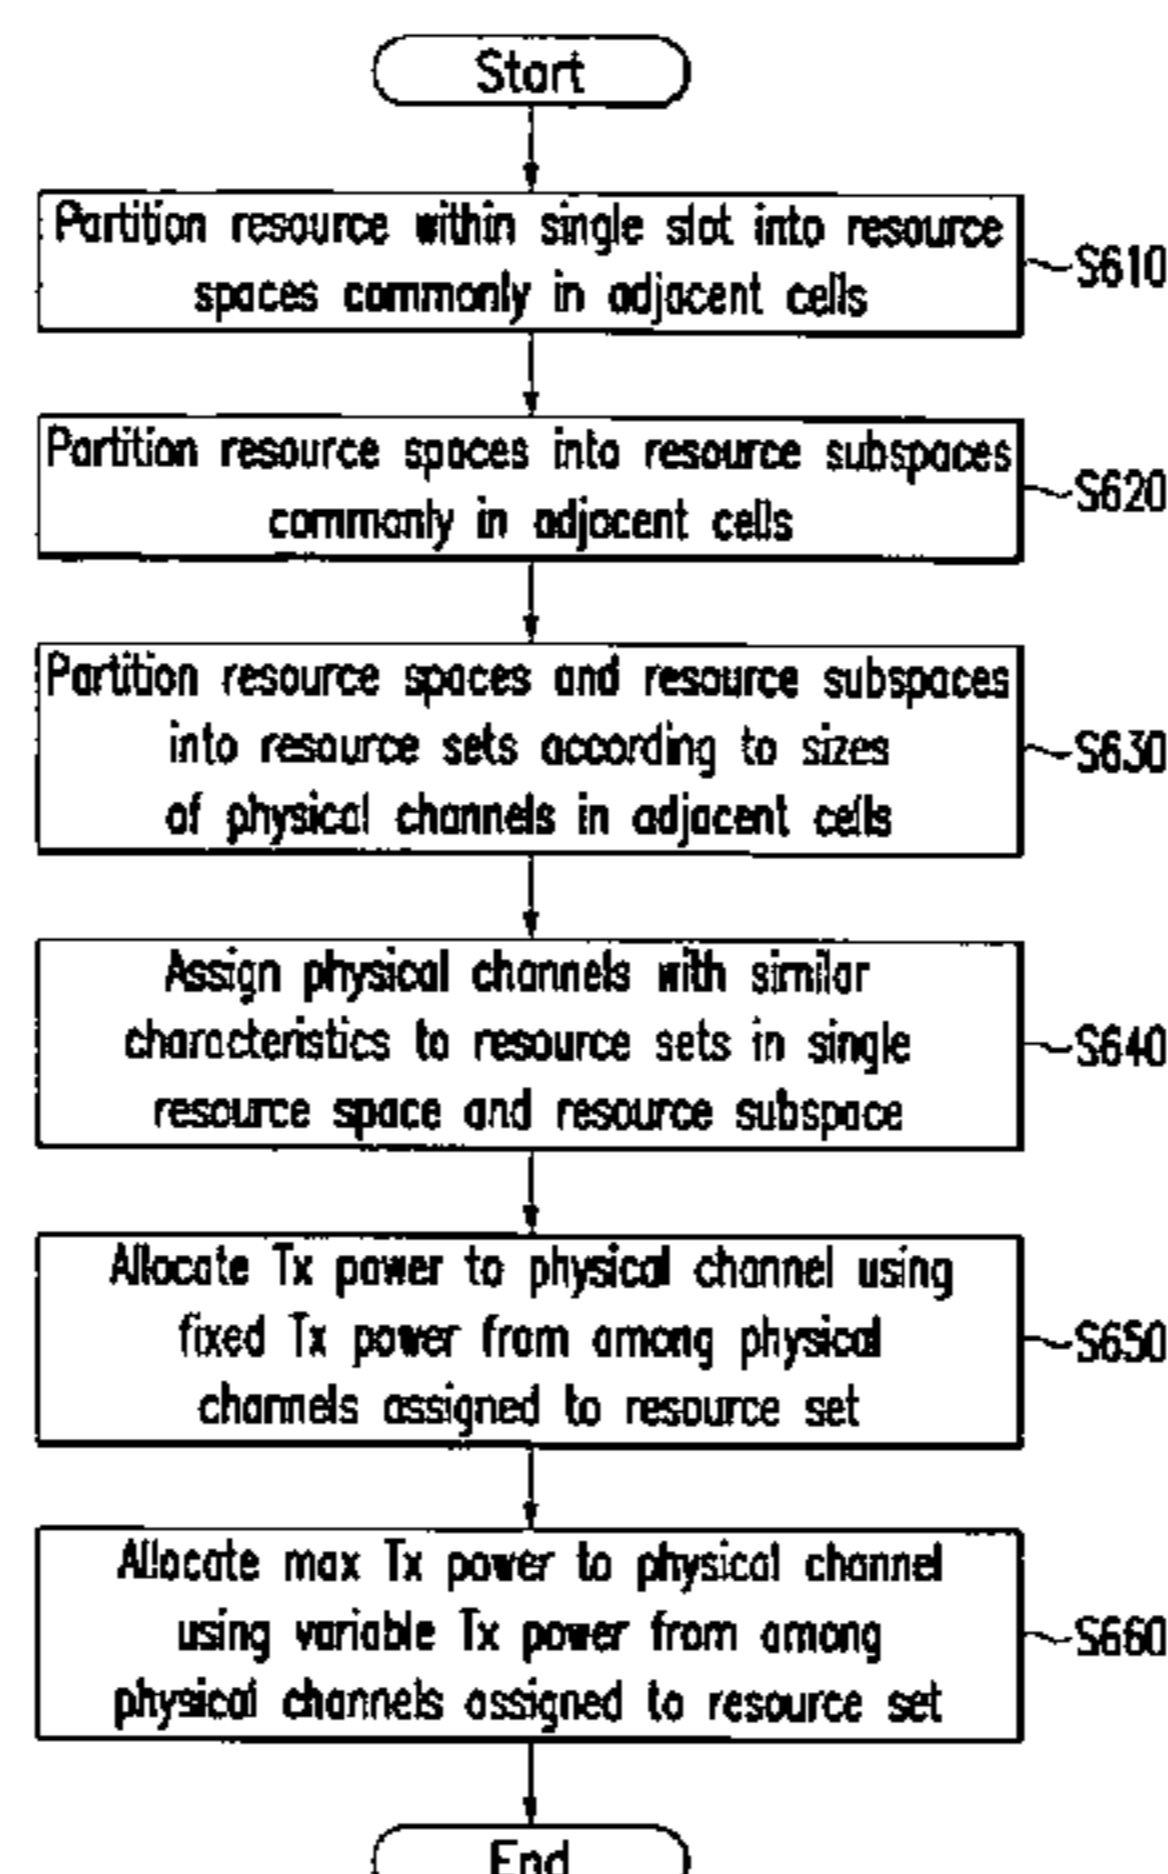 Start
Partition resource within single slot into resource
spaces commonly in adjacent cells
S610
Partition resource spaces into resource subspaces
commonly in adjacent cells
S620
Partition resource spaces and resource subspaces
into resource sets according to sizes
of physical channels in adjacent cells
S630
Assign physical channels with similar
characteristics to resource sets in single
resource space and resource subspace
S640
Allocate Tx power to physical channel using
fixed Tx power from among physical
channels assigned to resource set
S650
Allocate max Tx power to physical channel
using variable Tx power from among
physical channels assigned to resource set
S660
End